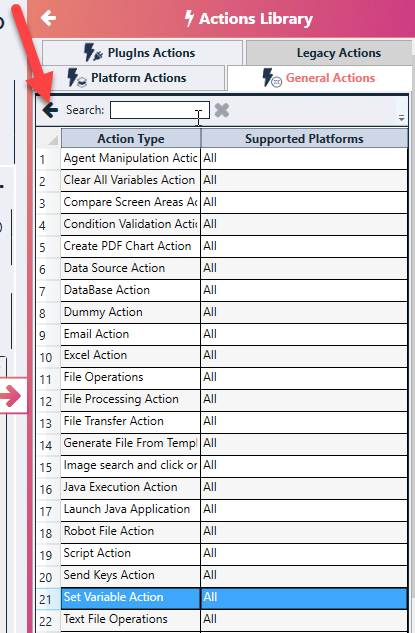 Actions Library
PlugIns Actions Legacy Actions
Platform Actions General Actions
Search:
Action Type Supported Platforms
1 Agent Manipulation Actic All
2 Clear All Variables Action All
3 Compare Screen Areas Ac All
4 Condition Validation Actic All
5 Create PDF Chart Action All
6 Data Source Action All
7 DataBase Action All
8 Dummy Action All
9 Email Action All
10 Excel Action All
11 File Operations All
12 File Processing Action All
13 File Transfer Action All
14 Generate File From Templ All
15 Image search and click or All
16 Java Execution Action All
17 Launch Java Application All
18 Robot File Action All
19 Script Action All
20 Send Keys Action All
21 Set Variable Action All
22 Text File Operations All